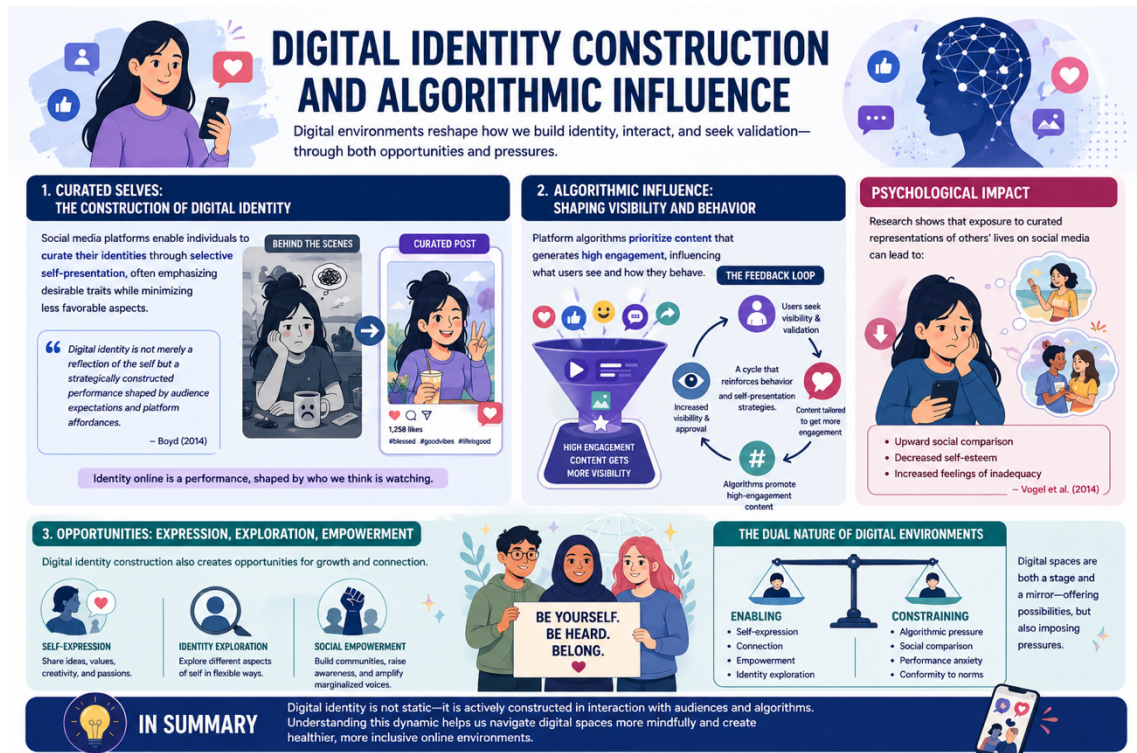 DIGITAL IDENTITY CONSTRUCTION
AND ALGORITHMIC INFLUENCE
Digital environments reshape how we build identity, interact, and seek validation—
through both opportunities and pressures.
1. CURATED SELVES:
THE CONSTRUCTION OF DIGITAL IDENTITY
Social media platforms enable individuals to
curate their identities through selective
self-presentation, often emphasizing
desirable traits while minimizing
less favorable aspects.
“ Digital identity is not merely a
reflection of the self but a
strategically constructed
performance shaped by audience
expectations and platform
affordances.
– Boyd (2014)
BEHIND THE SCENES
CURATED POST
1,258 likes
#blessed #goodvibes #lifeisgood
Identity online is a performance, shaped by who we think is watching.
2. ALGORITHMIC INFLUENCE:
SHAPING VISIBILITY AND BEHAVIOR
Platform algorithms prioritize content that
generates high engagement, influencing
what users see and how they behave.
HIGH ENGAGEMENT
CONTENT GETS
MORE VISIBILITY
THE FEEDBACK LOOP
Users seek
visibility &
validation
Content tailored
to get more
engagement
#
Algorithms promote
high-engagement
content
Increased
visibility &
approval
A cycle that
reinforces behavior
and self-presentation
strategies.
PSYCHOLOGICAL IMPACT
Research shows that exposure to curated
representations of others' lives on social media
can lead to:
• Upward social comparison
• Decreased self-esteem
• Increased feelings of inadequacy
– Vogel et al. (2014)
3. OPPORTUNITIES: EXPRESSION, EXPLORATION, EMPOWERMENT
Digital identity construction also creates opportunities for growth and connection.
SELF-EXPRESSION
Share ideas, values,
creativity, and passions.
IDENTITY EXPLORATION
Explore different aspects
of self in flexible ways.
SOCIAL EMPOWERMENT
Build communities, raise
awareness, and amplify
marginalized voices.
BE YOURSELF.
BE HEARD.
BELONG.
THE DUAL NATURE OF DIGITAL ENVIRONMENTS
ENABLING
• Self-expression
• Connection
• Empowerment
• Identity exploration
CONSTRAINING
• Algorithmic pressure
• Social comparison
• Performance anxiety
• Conformity to norms
Digital spaces are
both a stage and
a mirror—offering
possibilities, but
also imposing
pressures.
IN SUMMARY
Digital identity is not static—it is actively constructed in interaction with audiences and algorithms.
Understanding this dynamic helps us navigate digital spaces more mindfully and create
healthier, more inclusive online environments.